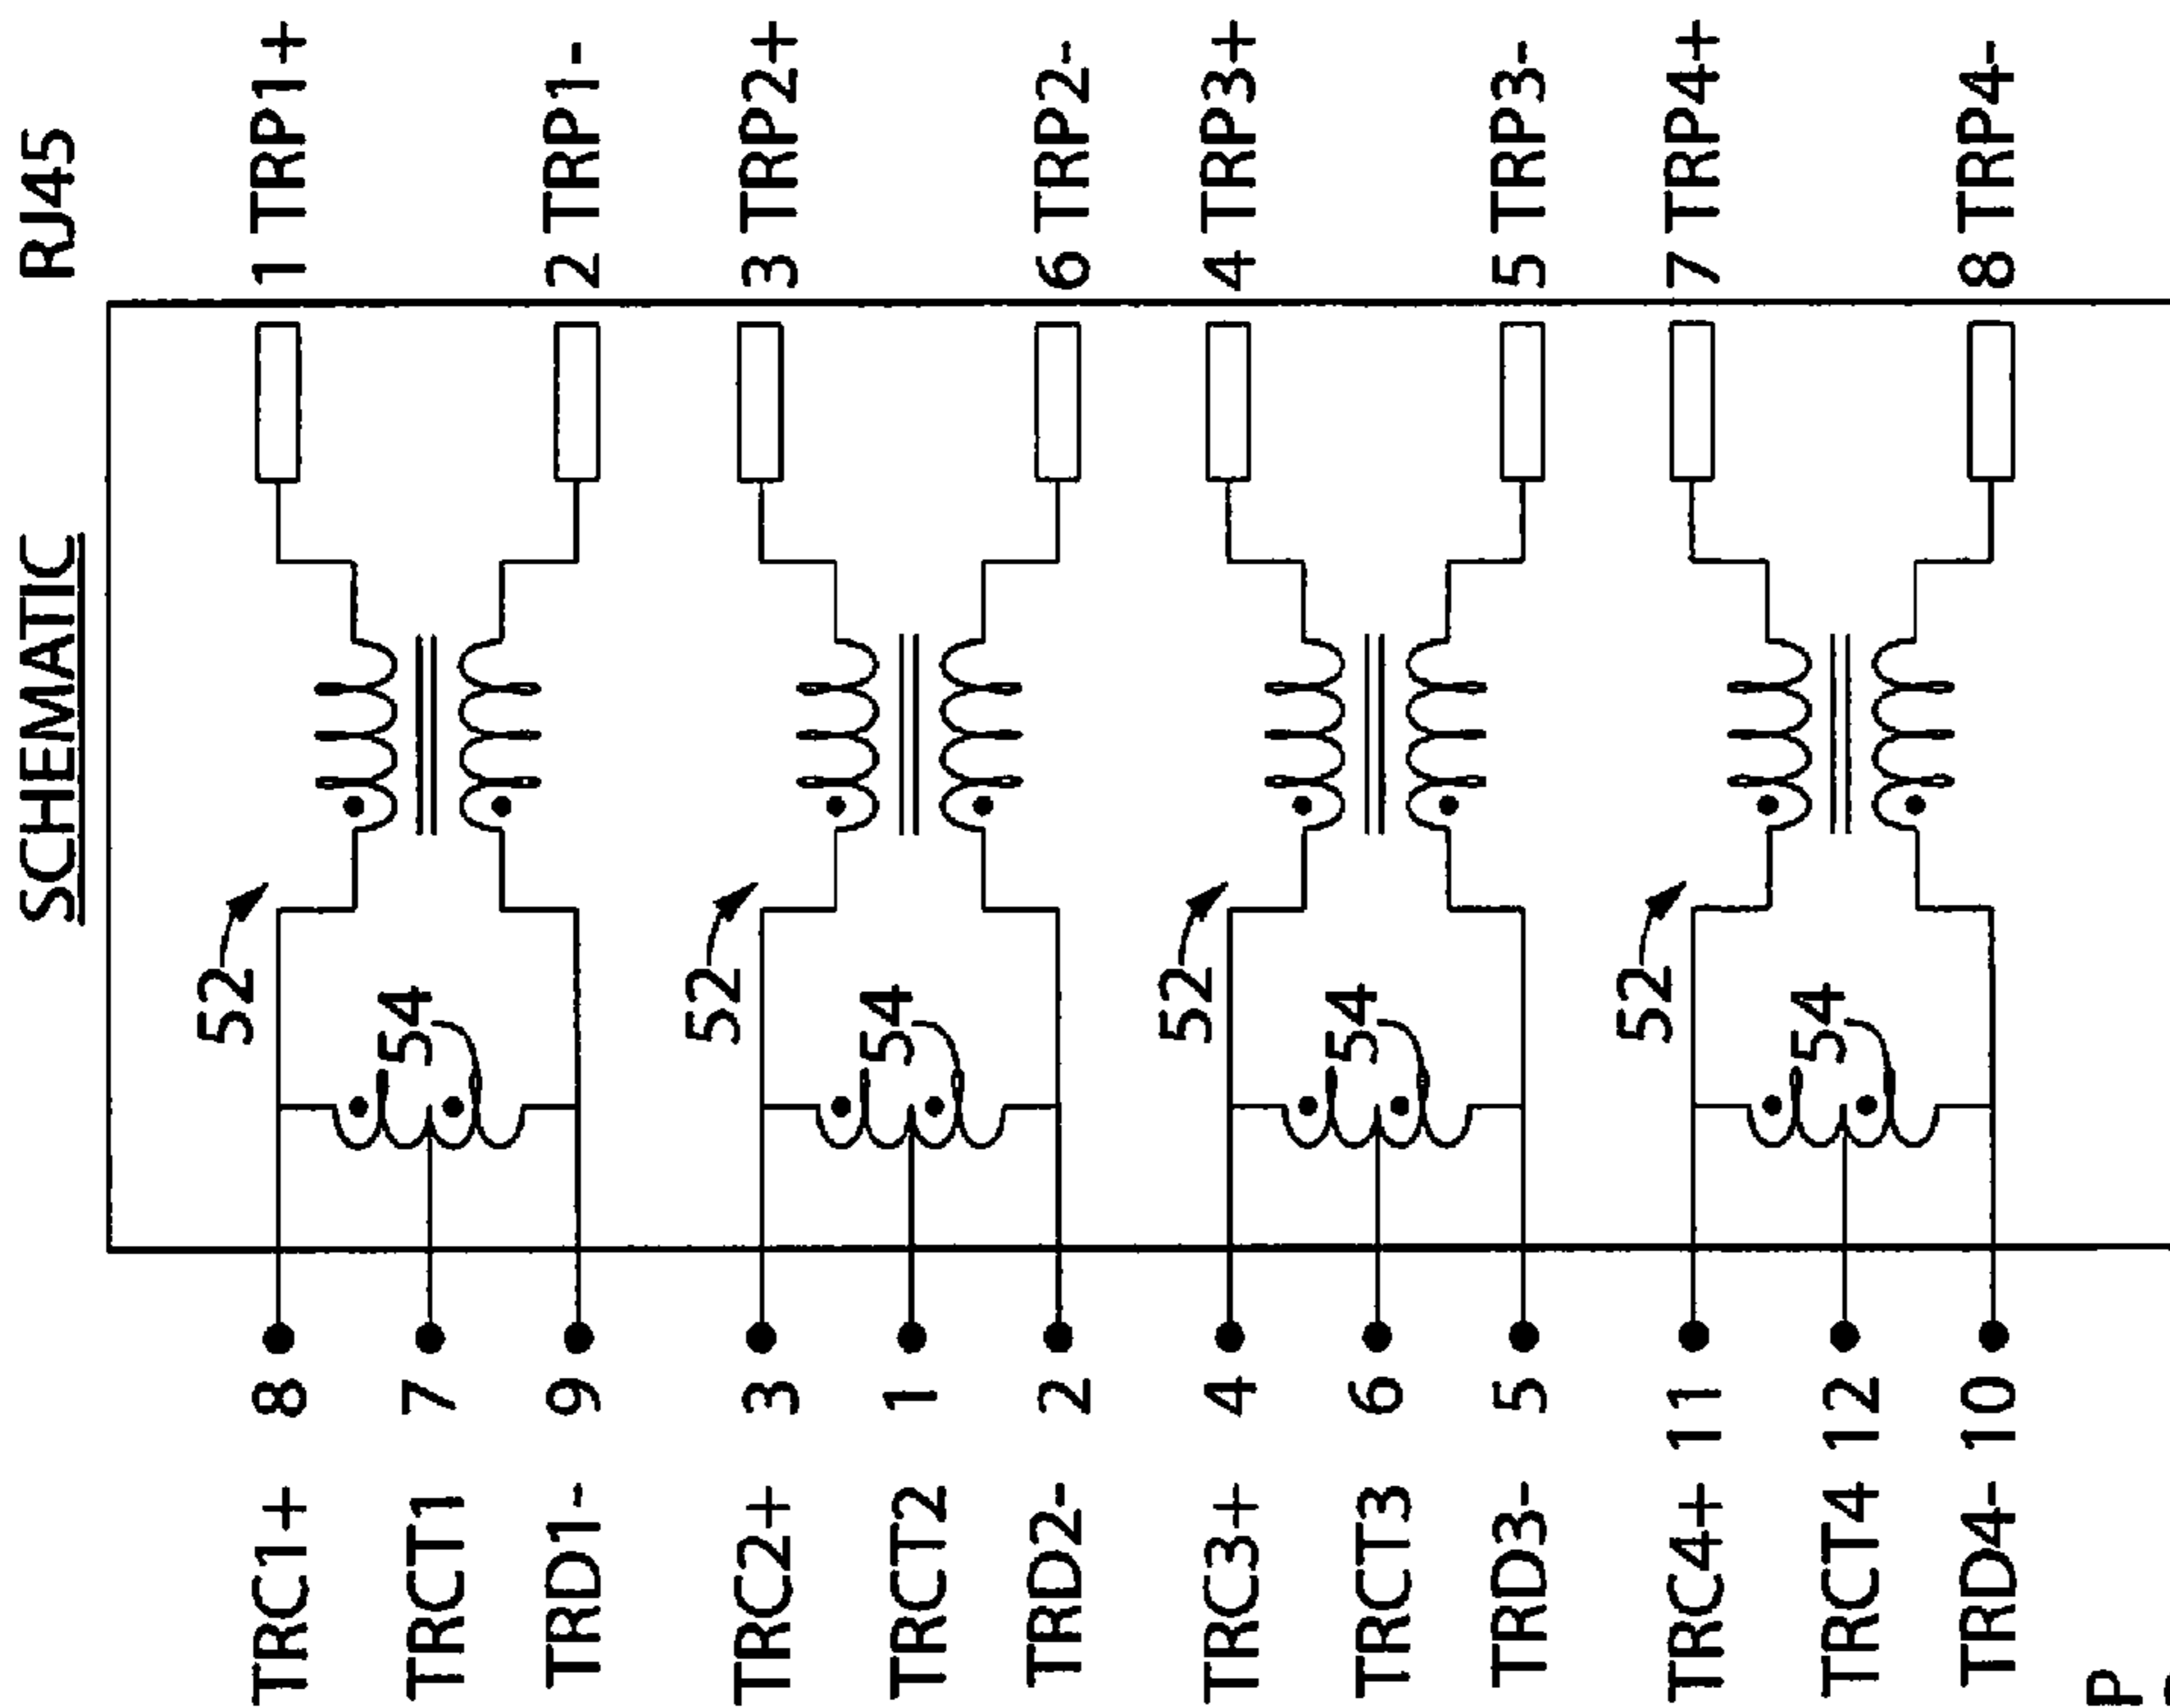 SCHEMATIC
RJ45
TRC1+ 8
52
1 TRP1+
TRCT1 7
54
TRD1- 9
2 TRP1-
TRC2+ 3
52
3 TRP2+
TRCT2 1
54
TRD2- 2
6 TRP2-
TRC3+ 4
52
4 TRP3+
TRCT3 6
54
TRD3- 5
5 TRP3-
TRC4+ 11
52
7 TRP4+
TRCT4 12
54
TRD4- 10
8 TRP4-
P